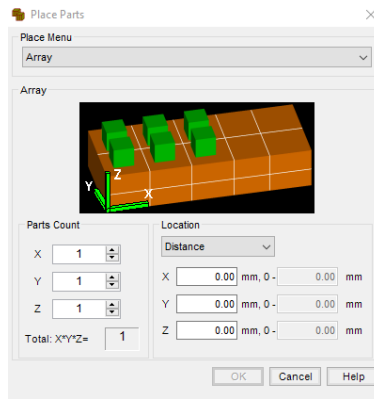 Place Parts
Place Menu
Array
Array
Z
Y
X
Parts Count
Location
Distance
X 1
X 0.00 mm, 0 - 0.00 mm
Y 1
Y 0.00 mm, 0 - 0.00 mm
Z 1
Z 0.00 mm, 0 - 0.00 mm
Total: X*Y*Z= 1
OK Cancel Help